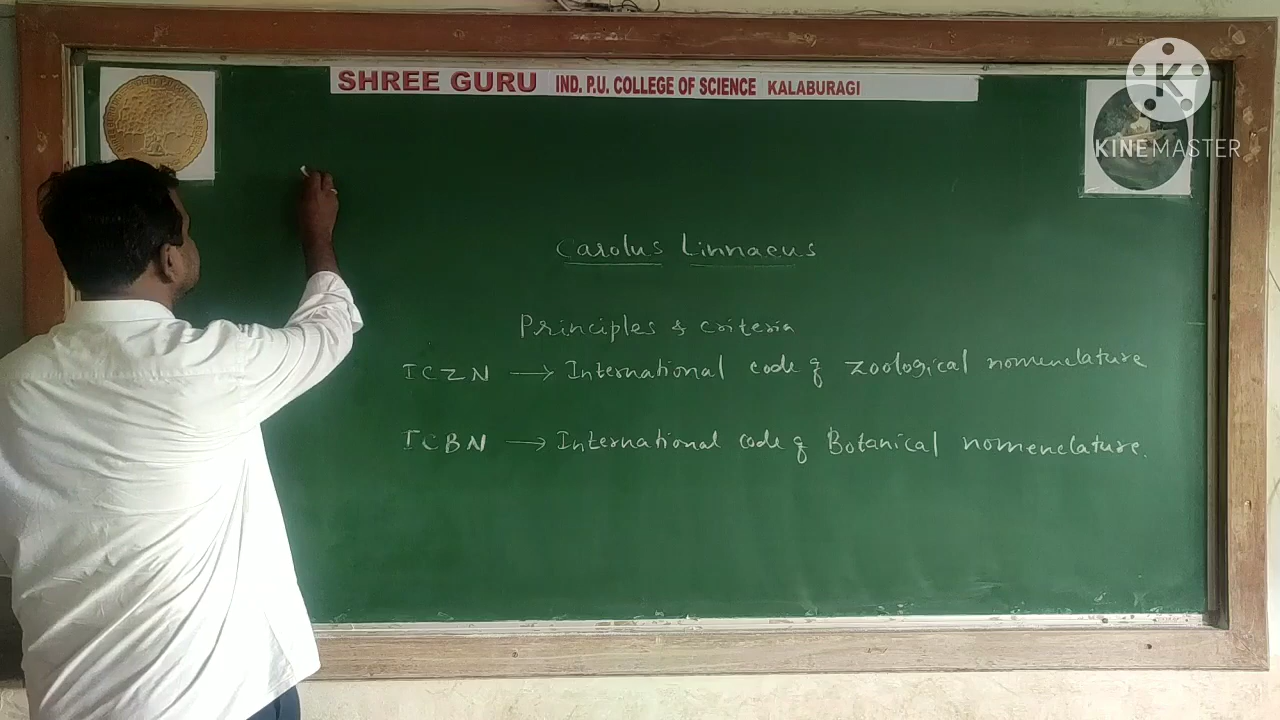 SHREE GURU IND. P.U. COLLEGE OF SCIENCE KALABURAGI
K
KINEMASTER
Carolus Linnaeus
Principles & criteria
ICZN → International code of Zoological nomenclature
ICBN → International code of Botanical nomenclature.